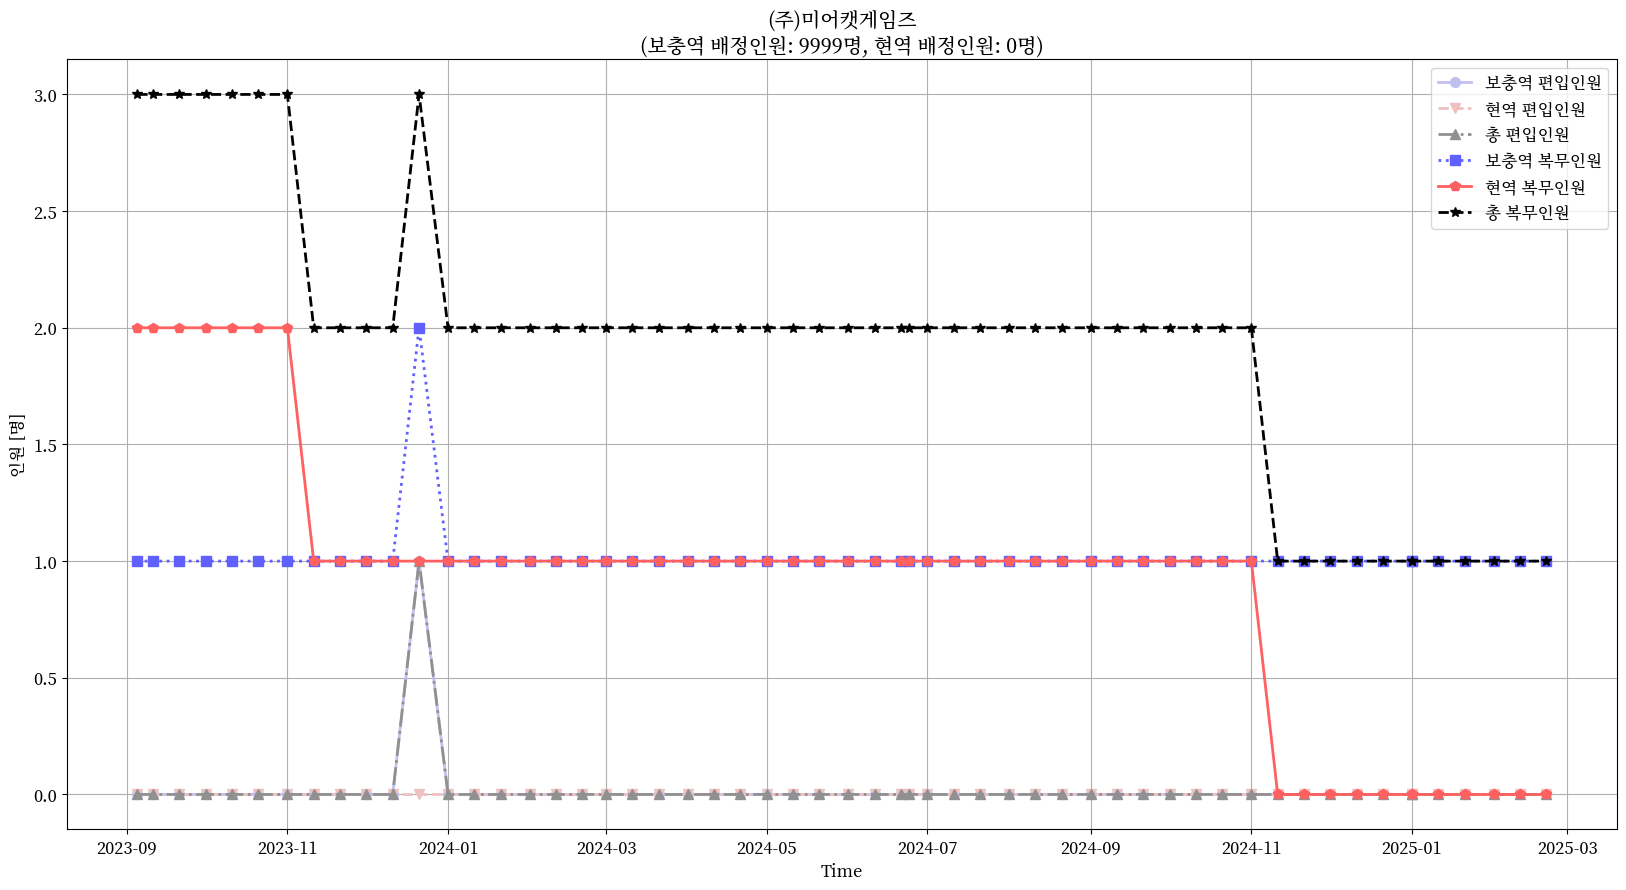 (주)미어캣게임즈
(보충역 배정인원: 9999명, 현역 배정인원: 0명)
보충역 편입인원
현역 편입인원
총 편입인원
보충역 복무인원
현역 복무인원
총 복무인원
인원 [명]
3.0
2.5
2.0
1.5
1.0
0.5
0.0
2023-09 2023-11 2024-01 2024-03 2024-05 2024-07 2024-09 2024-11 2025-01 2025-03
Time